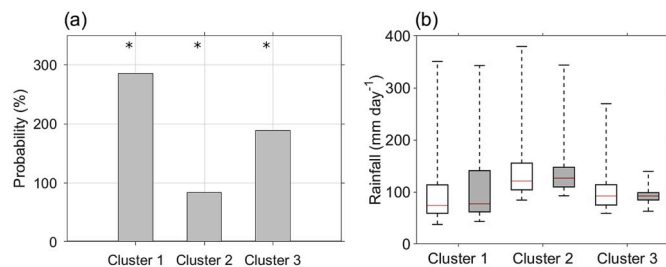 (a)
* * *
300
200
100
0
Probability (%)
Cluster 1 Cluster 2 Cluster 3
(b)
400
300
200
100
0
Rainfall (mm day⁻¹)
Cluster 1 Cluster 2 Cluster 3